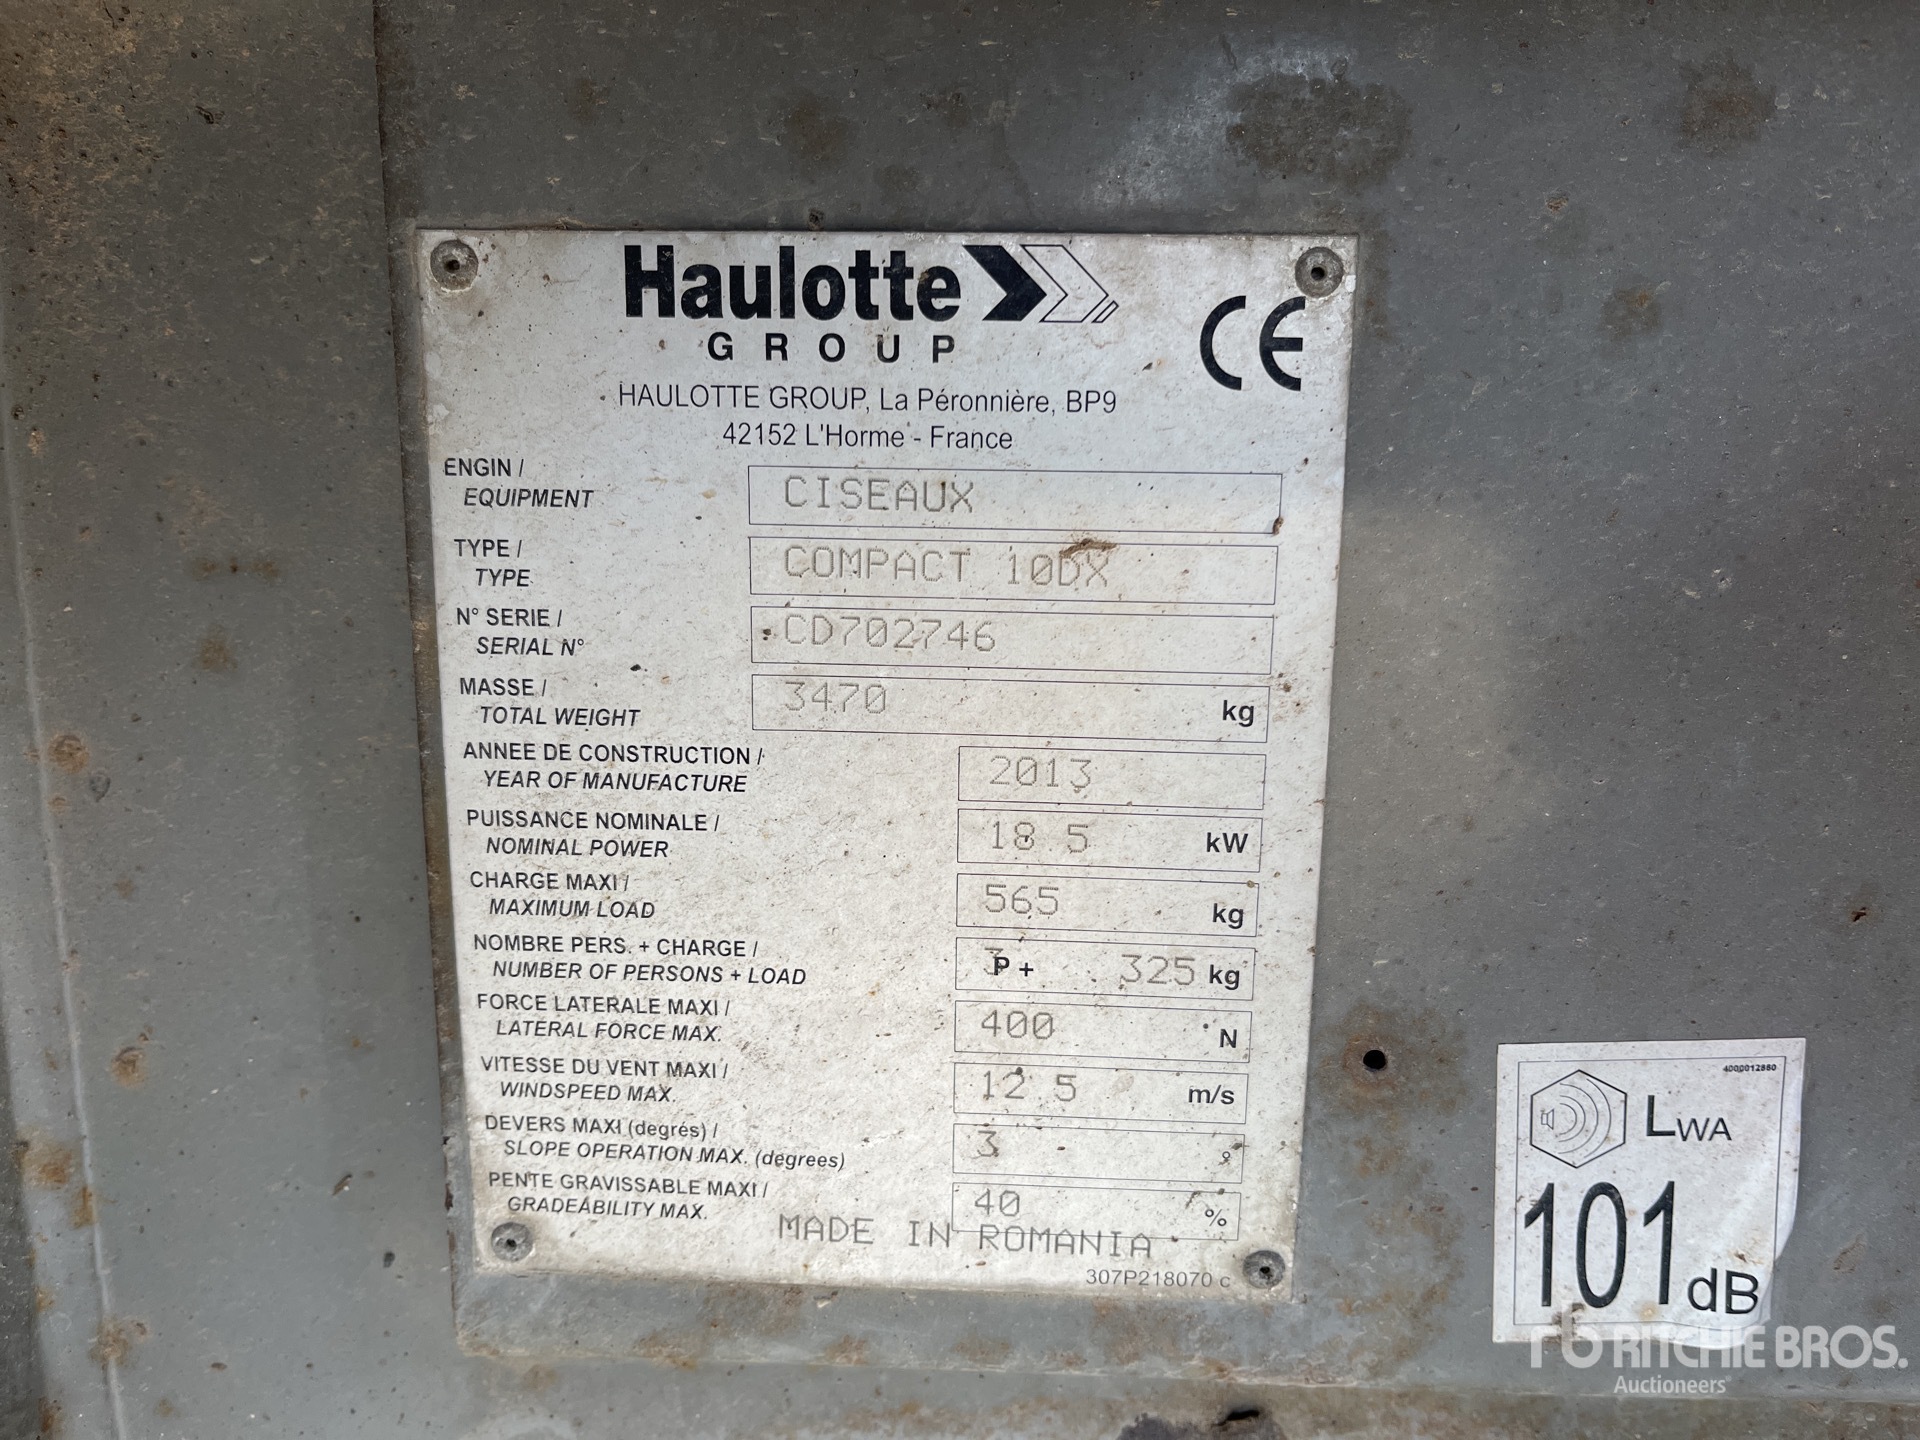 Haulotte
GROUP
CE
HAULOTTE GROUP, La Péronnière, BP9
42152 L'Horme - France
ENGIN /
EQUIPMENT
CISEAUX
TYPE /
TYPE
COMPACT 10DX
N° SERIE /
SERIAL N°
CD702746
MASSE /
TOTAL WEIGHT
3470 kg
ANNEE DE CONSTRUCTION /
YEAR OF MANUFACTURE
2013
PUISSANCE NOMINALE /
NOMINAL POWER
18.5 kW
CHARGE MAXI /
MAXIMUM LOAD
565 kg
NOMBRE PERS. + CHARGE /
NUMBER OF PERSONS + LOAD
3 P + 325 kg
FORCE LATERALE MAXI /
LATERAL FORCE MAX.
400 N
VITESSE DU VENT MAXI /
WINDSPEED MAX.
12.5 m/s
DEVERS MAXI (degrés) /
SLOPE OPERATION MAX. (degrees)
3 °
PENTE GRAVISSABLE MAXI /
GRADEABILITY MAX.
40 %
MADE IN ROMANIA
307P218070 c
4000012880
LWA
101 dB
rb RITCHIE BROS.
Auctioneers